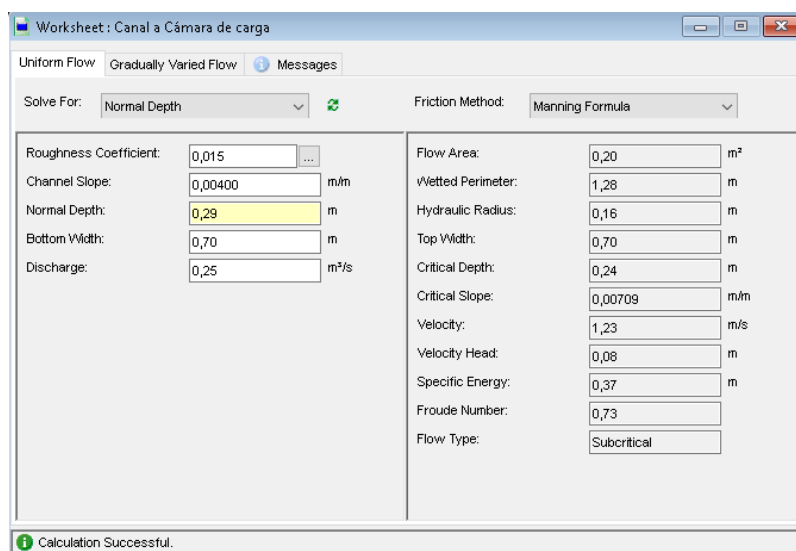 Worksheet : Canal a Cámara de carga
Uniform Flow Gradually Varied Flow Messages
Solve For: Normal Depth Friction Method: Manning Formula
Roughness Coefficient: 0,015 ...
Channel Slope: 0,00400 m/m
Normal Depth: 0,29 m
Bottom Width: 0,70 m
Discharge: 0,25 m³/s
Flow Area: 0,20 m²
Wetted Perimeter: 1,28 m
Hydraulic Radius: 0,16 m
Top Width: 0,70 m
Critical Depth: 0,24 m
Critical Slope: 0,00709 m/m
Velocity: 1,23 m/s
Velocity Head: 0,08 m
Specific Energy: 0,37 m
Froude Number: 0,73
Flow Type: Subcritical
Calculation Successful.